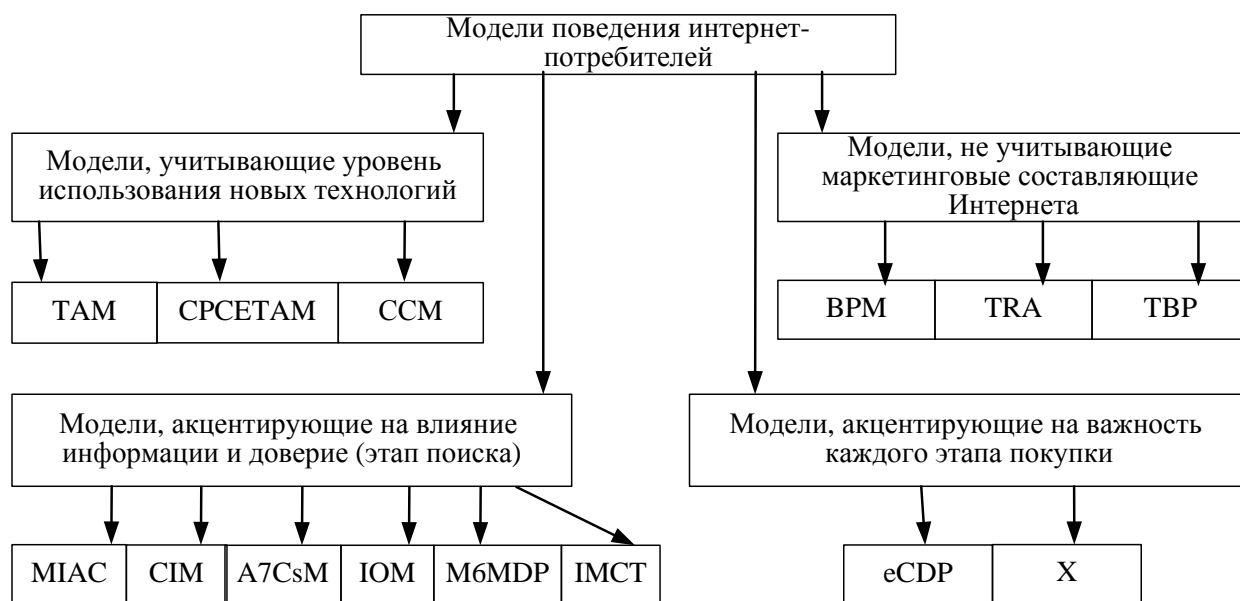 Модели поведения интернет-
потребителей
Модели, учитывающие уровень
использования новых технологий
Модели, не учитывающие
маркетинговые составляющие
Интернета
TAM
CPCETAM
CCM
BPM
TRA
TBP
Модели, акцентирующие на влияние
информации и доверие (этап поиска)
Модели, акцентирующие на важность
каждого этапа покупки
MIAC
CIM
A7CsM
IOM
M6MDP
IMCT
eCDP
X